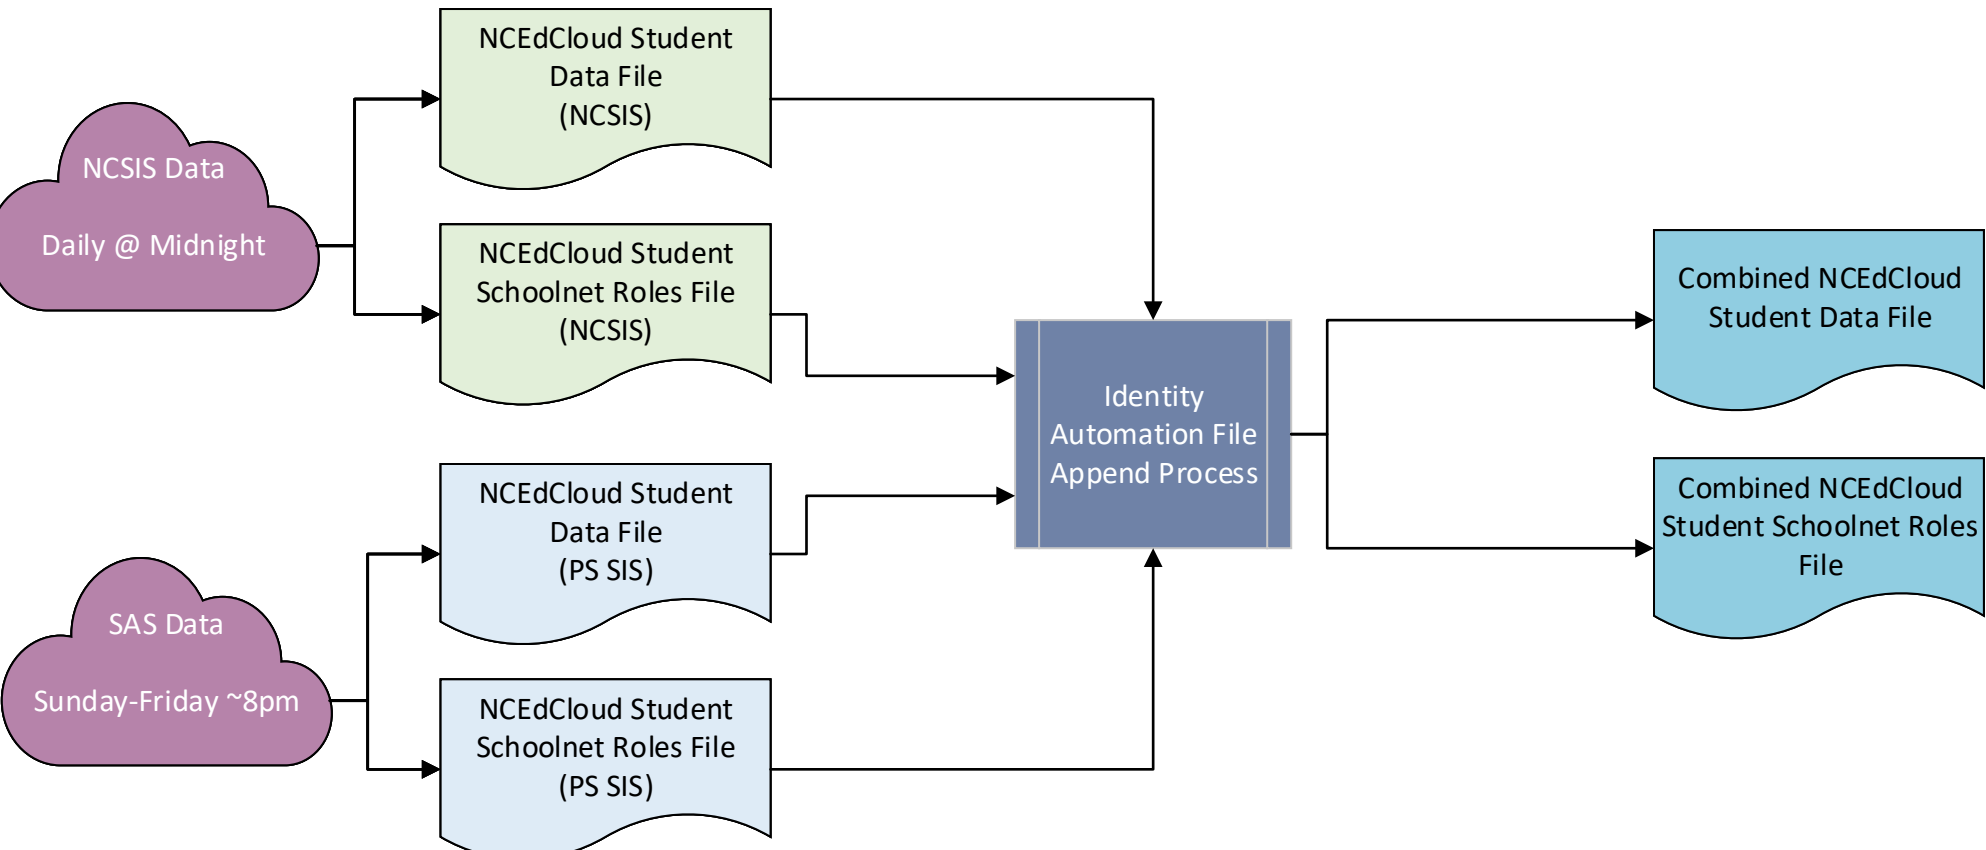 NCSIS Data
Daily @ Midnight
NCEdCloud Student
Data File
(NCSIS)
NCEdCloud Student
Schoolnet Roles File
(NCSIS)
SAS Data
Sunday-Friday ~8pm
NCEdCloud Student
Data File
(PS SIS)
NCEdCloud Student
Schoolnet Roles File
(PS SIS)
Identity
Automation File
Append Process
Combined NCEdCloud
Student Data File
Combined NCEdCloud
Student Schoolnet Roles
File